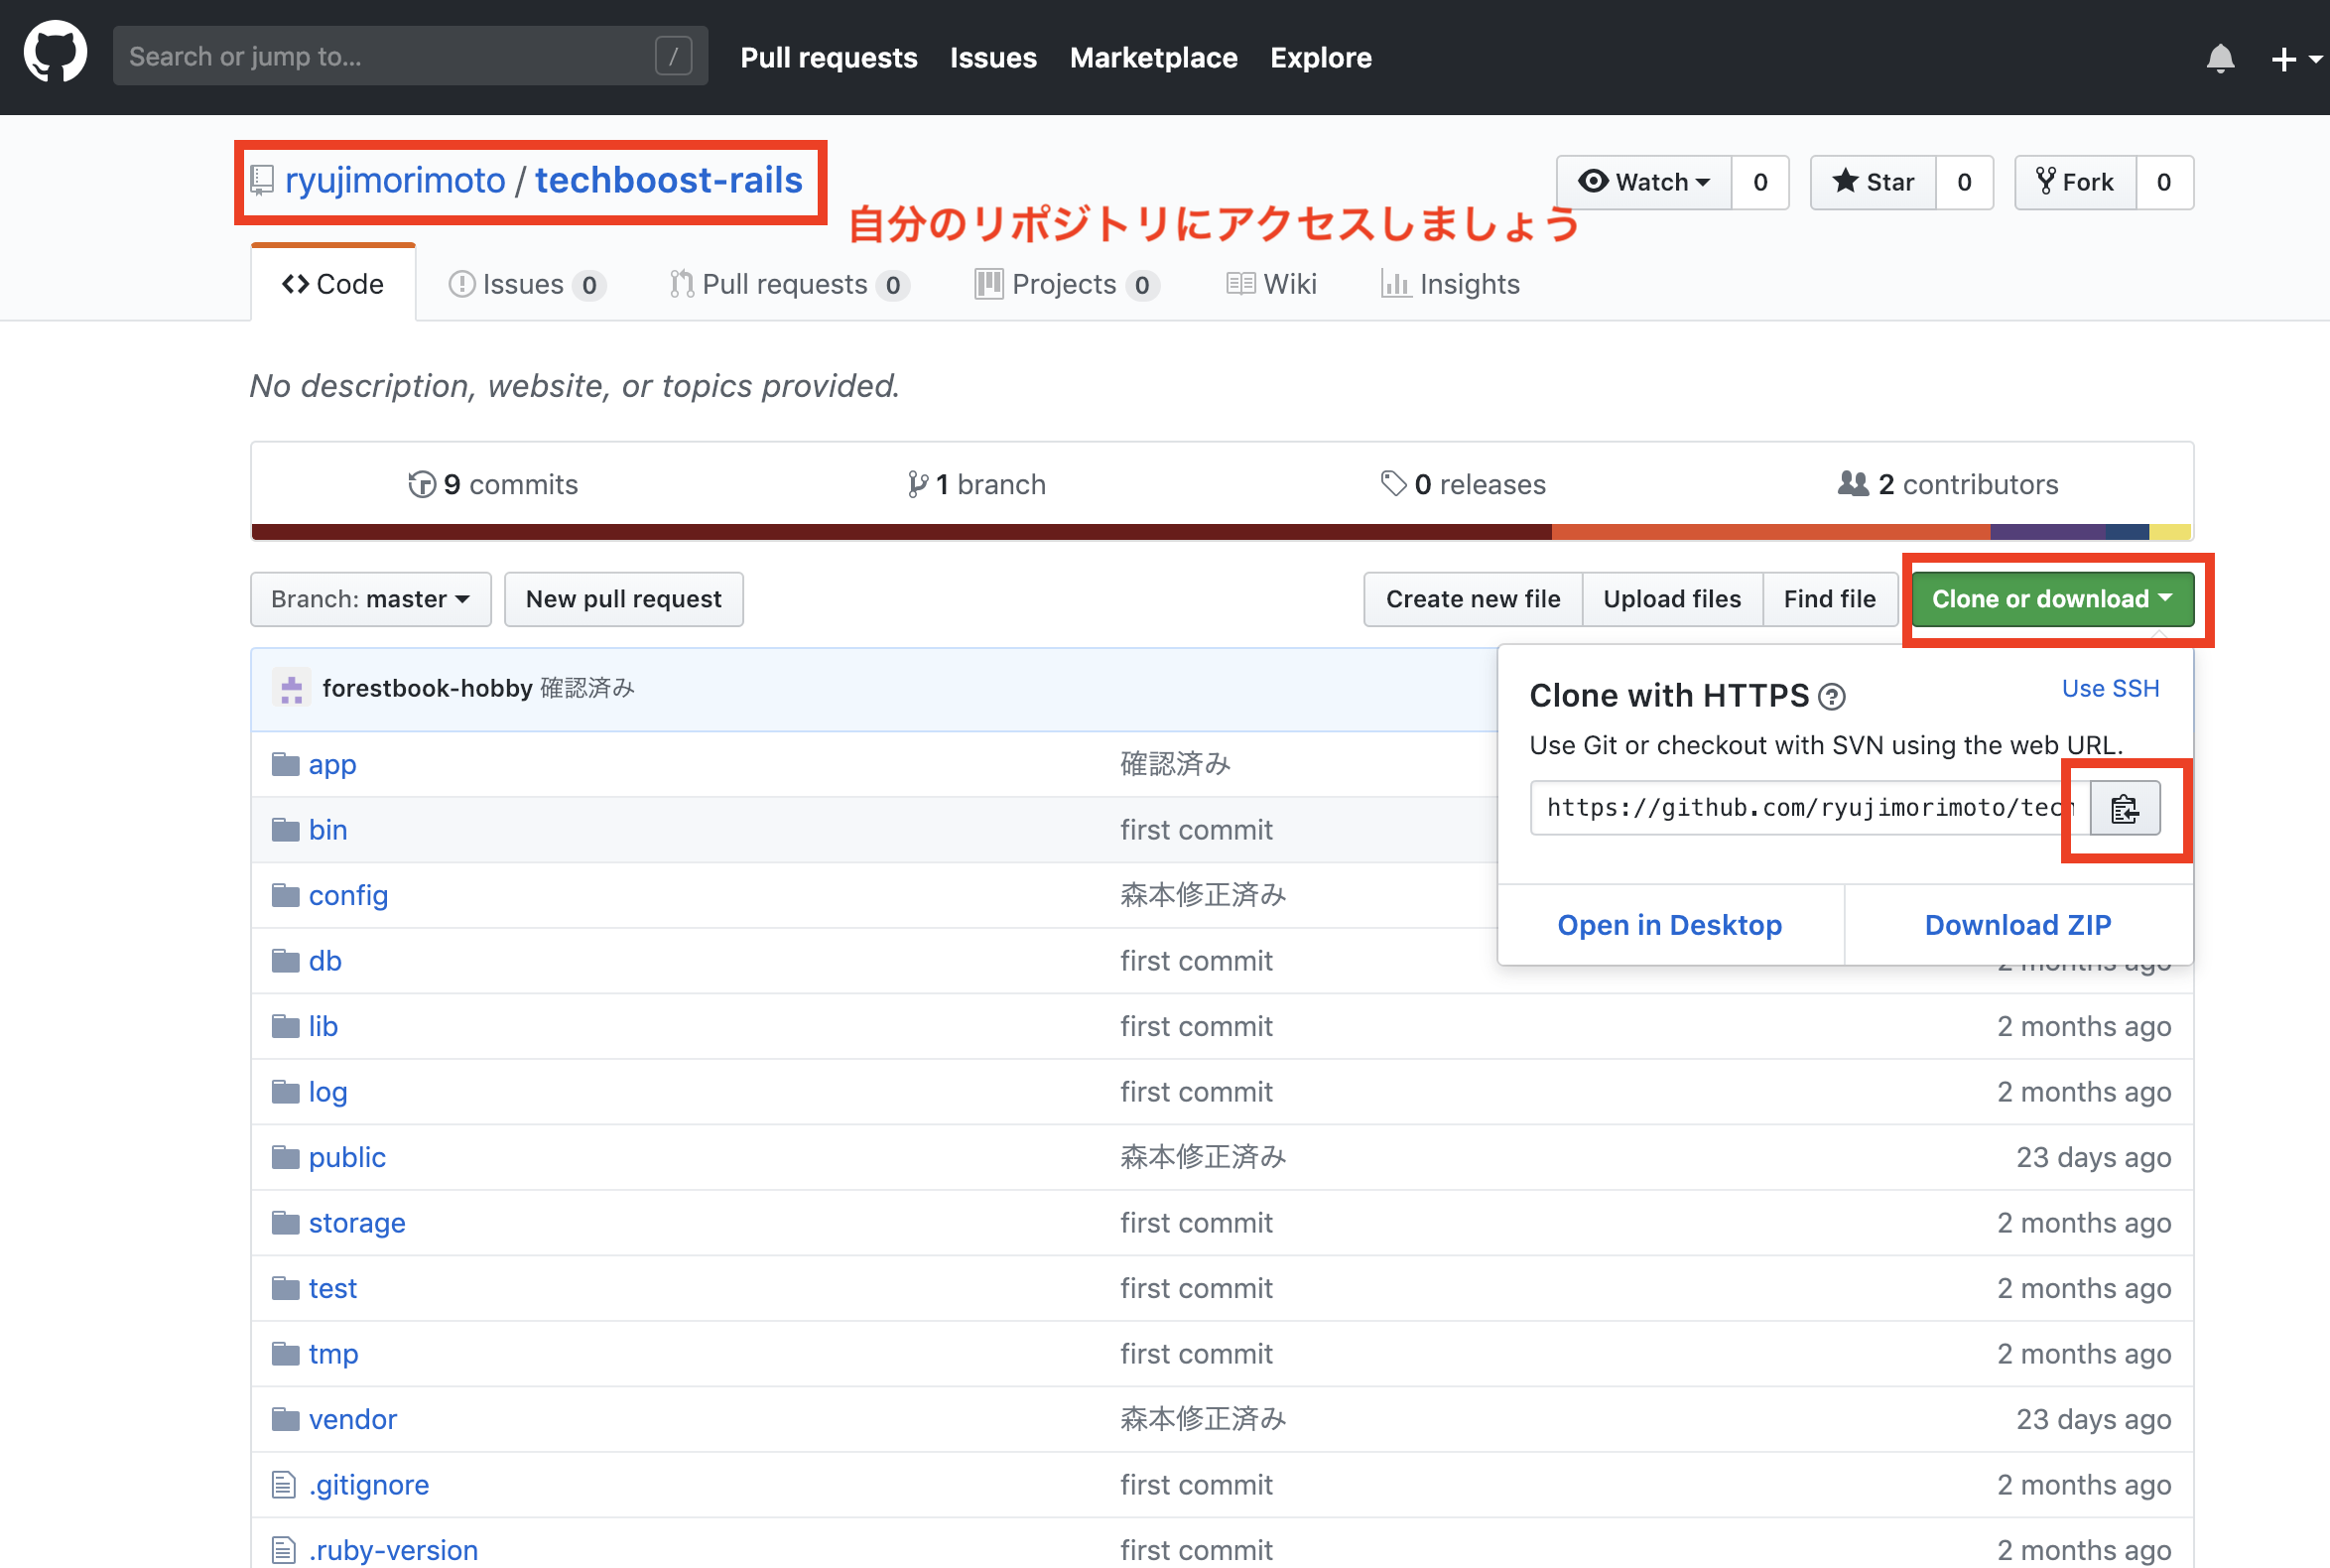 Search or jump to... /
Pull requests Issues Marketplace Explore
ryujimorimoto / techboost-rails
Watch 0 Star 0 Fork 0
自分のリポジトリにアクセスしましょう
Code Issues 0 Pull requests 0 Projects 0 Wiki Insights
No description, website, or topics provided.
9 commits 1 branch 0 releases 2 contributors
Branch: master New pull request Create new file Upload files Find file Clone or download
forestbook-hobby 確認済み
Clone with HTTPS ? Use SSH
Use Git or checkout with SVN using the web URL.
https://github.com/ryujimorimoto/tech
Open in Desktop Download ZIP
app 確認済み
bin first commit
config 森本修正済み
db first commit 2 months ago
lib first commit 2 months ago
log first commit 2 months ago
public 森本修正済み 23 days ago
storage first commit 2 months ago
test first commit 2 months ago
tmp first commit 2 months ago
vendor 森本修正済み 23 days ago
.gitignore first commit 2 months ago
.ruby-version first commit 2 months ago